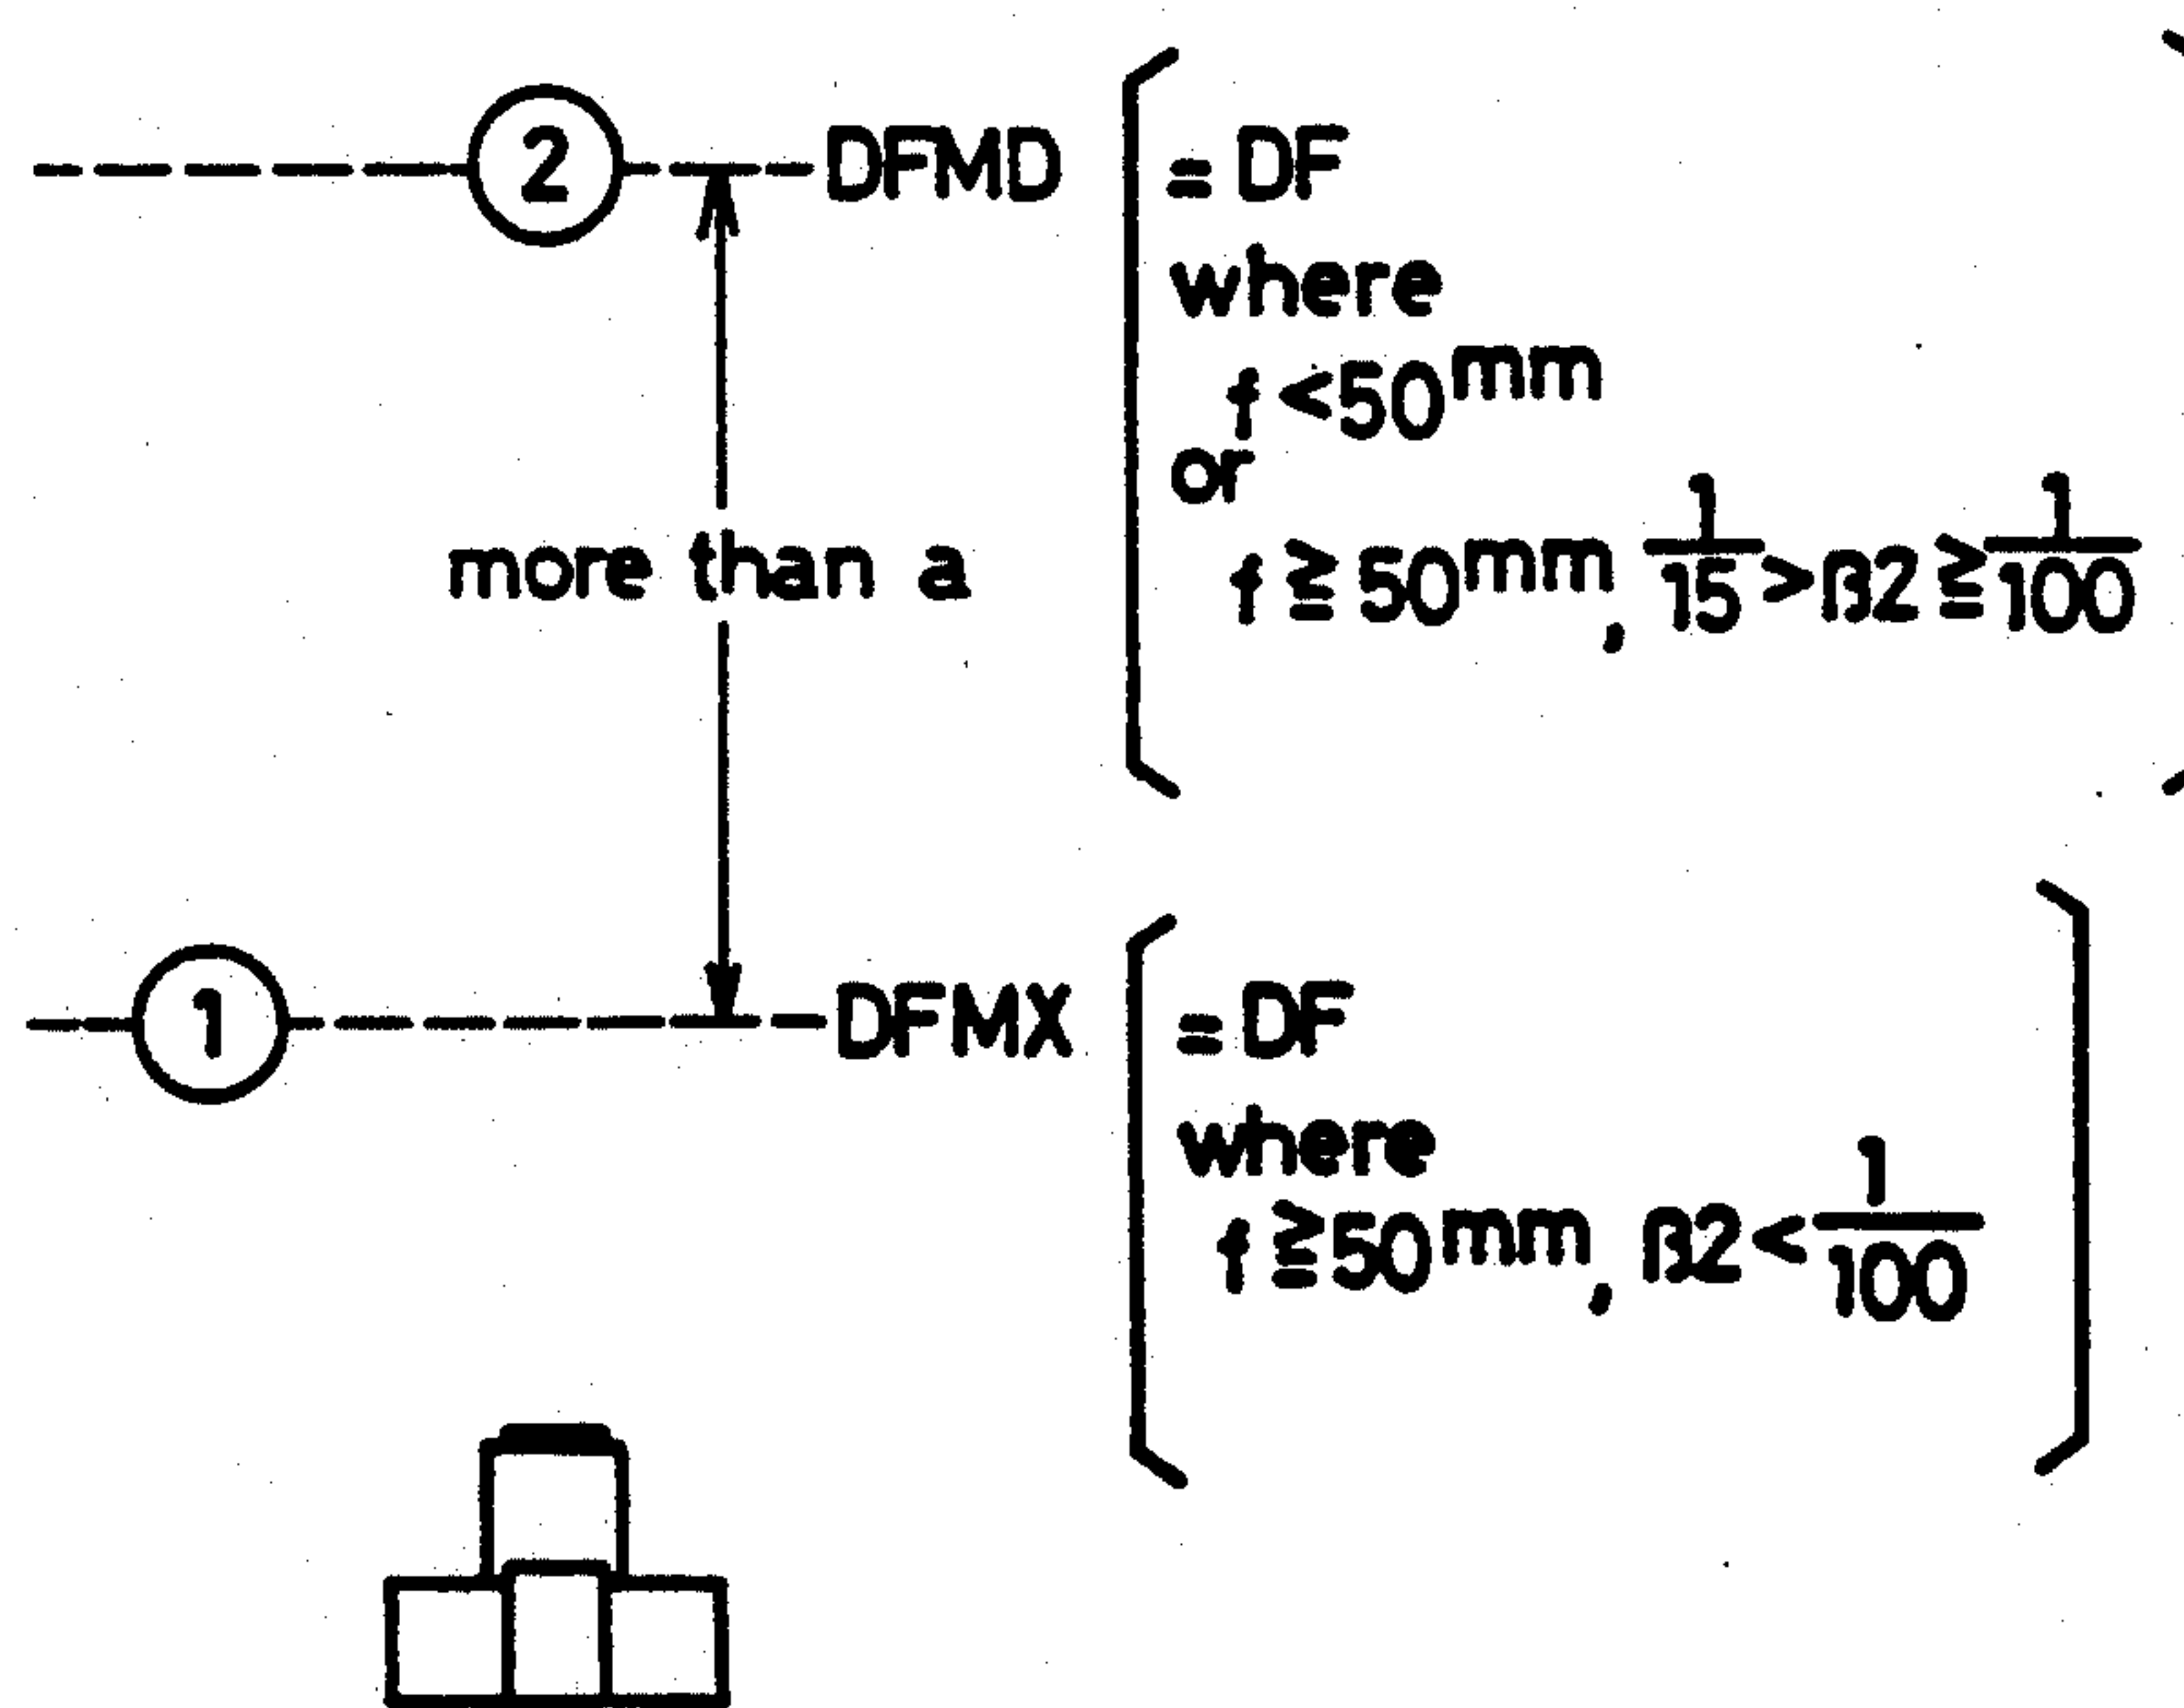 ② DFMD = DF
where
f < 50mm
or
more than a
f ≧ 50mm, 1/15 > β2 ≧ 1/100
① DFMX = DF
where
f ≧ 50mm, β2 < 1/100